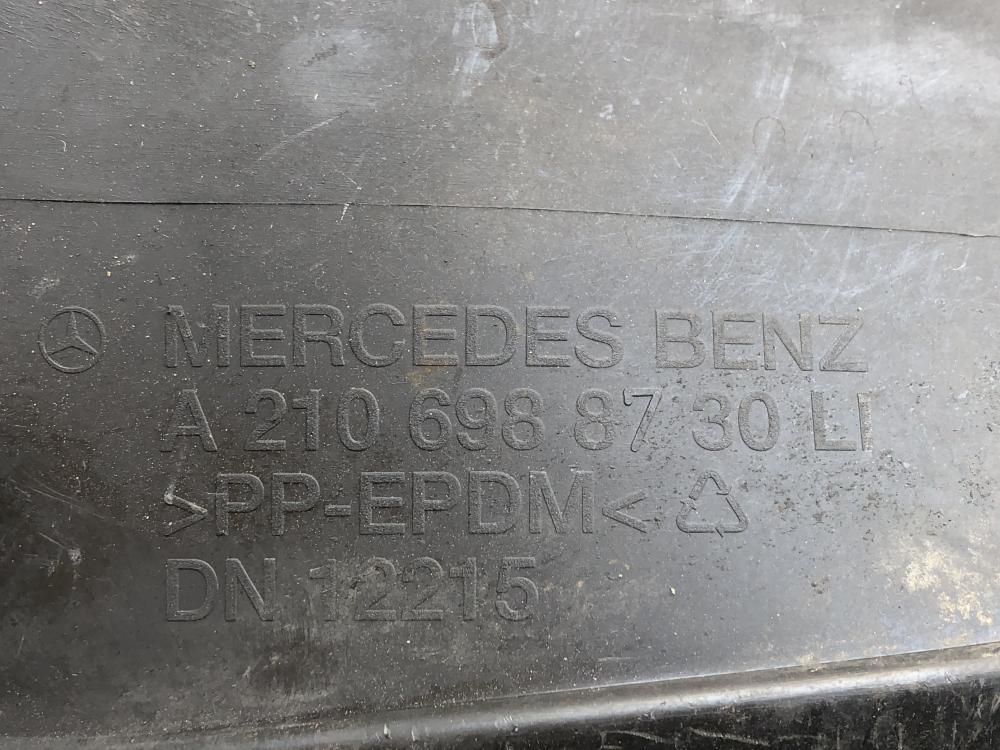 MERCEDES BENZ
A 210 698 87 30 LI
>PP-EPDM<
DN 12215